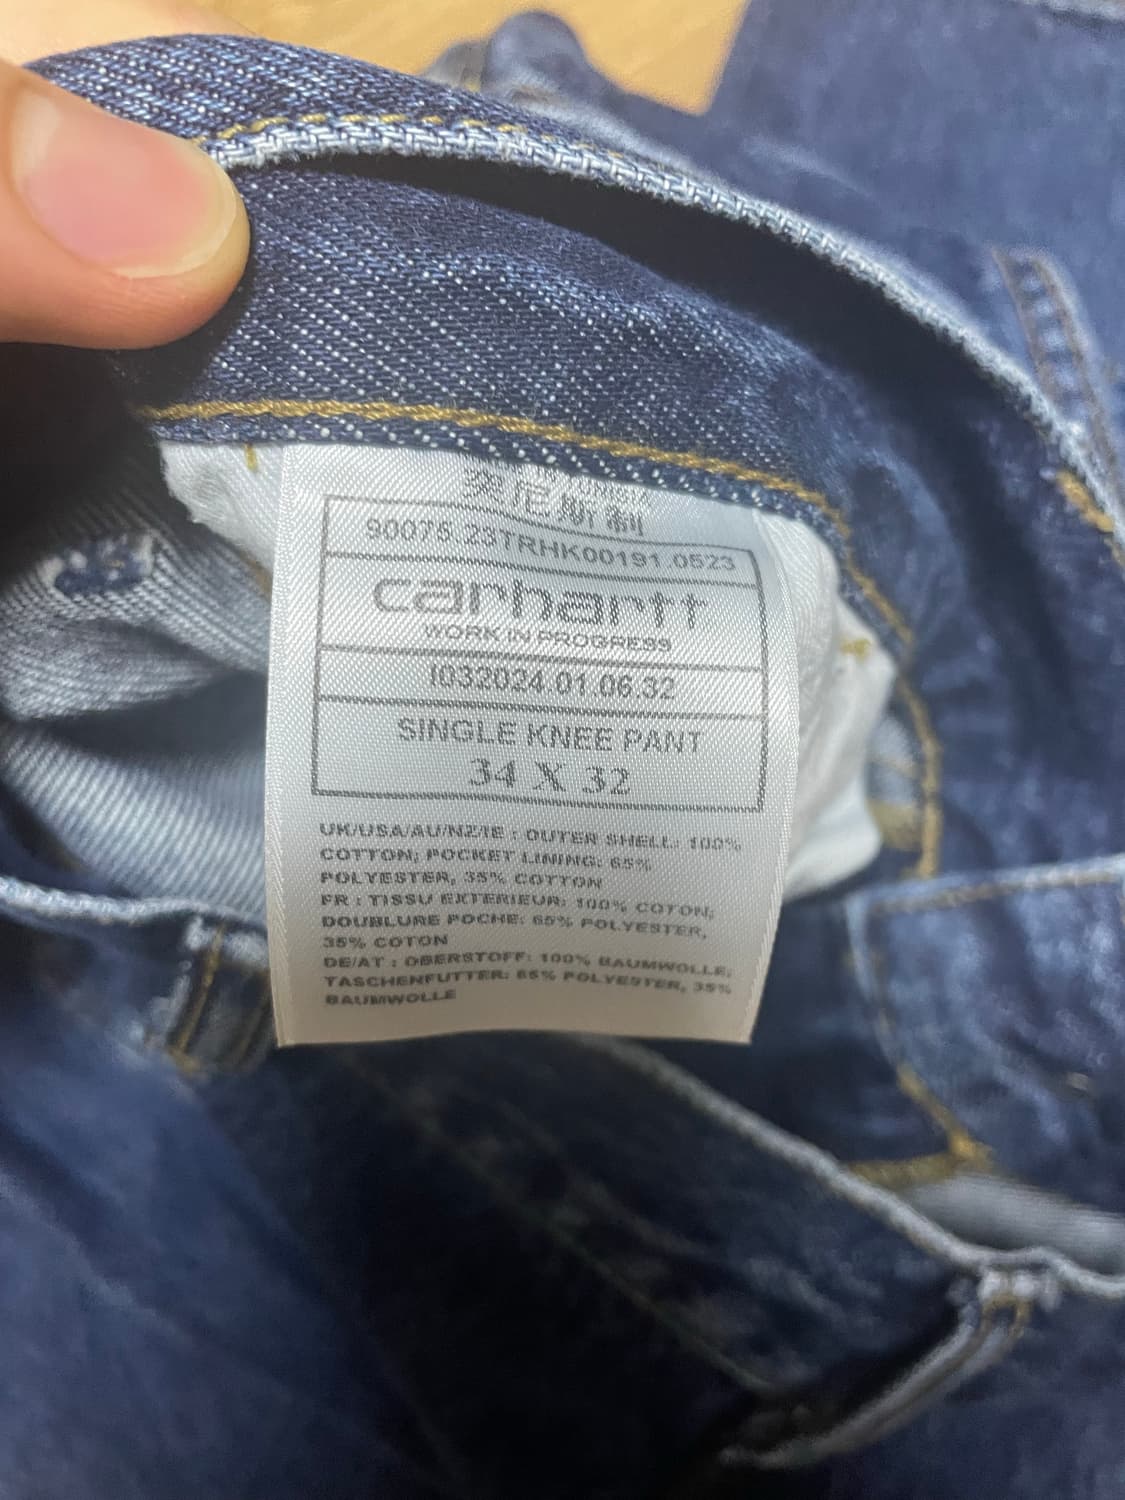 突尼斯 制
90075.23TRHK00191.0523
carhartt
WORK IN PROGRESS
I032024.01.06.32
SINGLE KNEE PANT
34 X 32
UK/USA/AU/NZ/IE : OUTER SHELL: 100%
COTTON; POCKET LINING: 65%
POLYESTER, 35% COTTON
FR : TISSU EXTERIEUR: 100% COTON;
DOUBLURE POCHE: 65% POLYESTER,
35% COTON
DE/AT : OBERSTOFF: 100% BAUMWOLLE;
TASCHENFUTTER: 65% POLYESTER, 35%
BAUMWOLLE